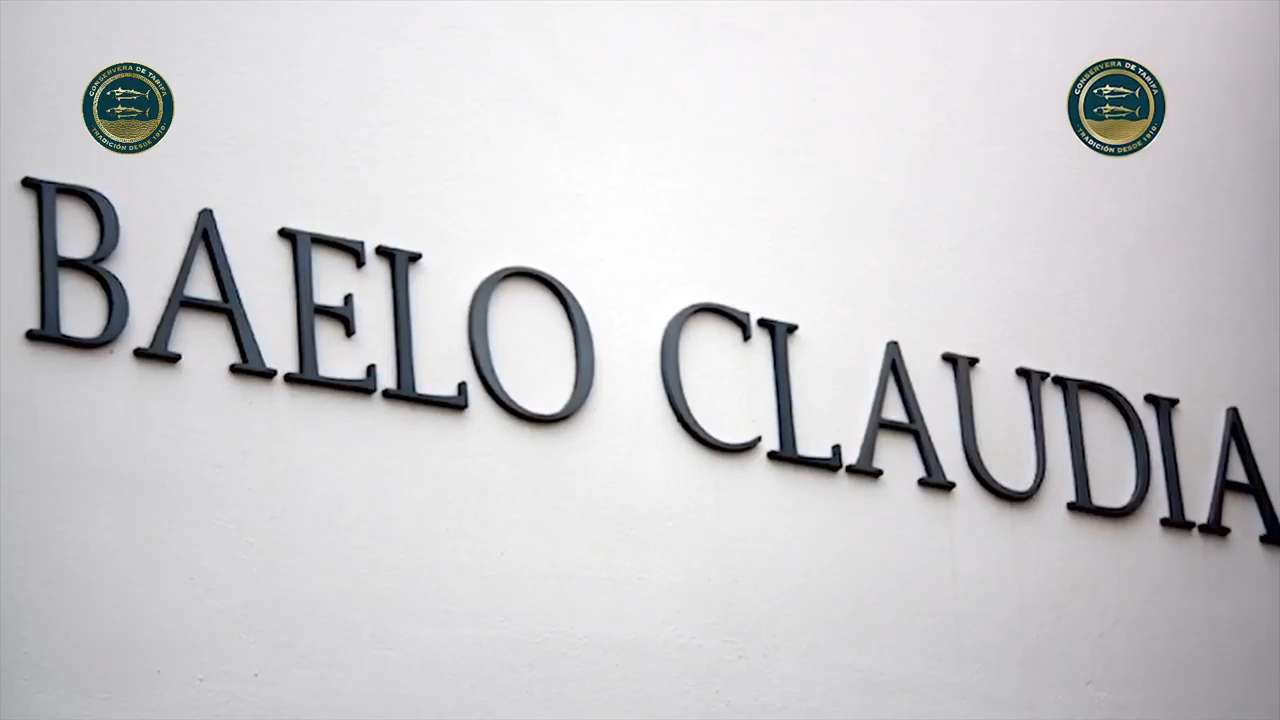 CONSERVERA DE TARIFA
TRADICIÓN DESDE 1910
CONSERVERA DE TARIFA
TRADICIÓN DESDE 1910
BAELO CLAUDIA